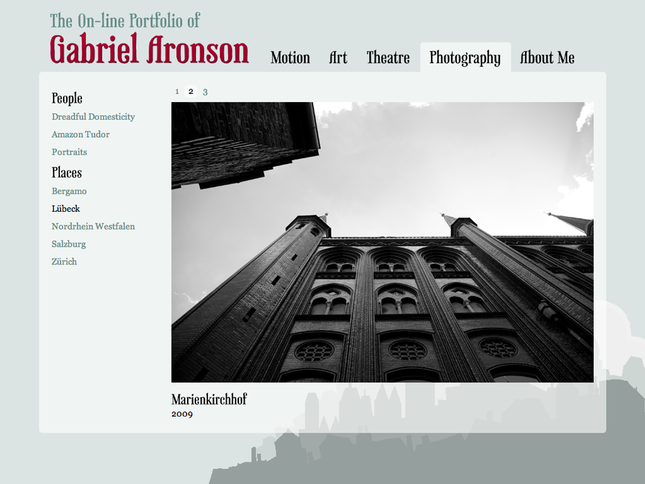 The On-line Portfolio of
Gabriel Aronson
Motion Art Theatre Photography About Me
1 2 3
People
Dreadful Domesticity
Amazon Tudor
Portraits
Places
Bergamo
Lübeck
Nordrhein Westfalen
Salzburg
Zürich
Marienkirchhof
2009